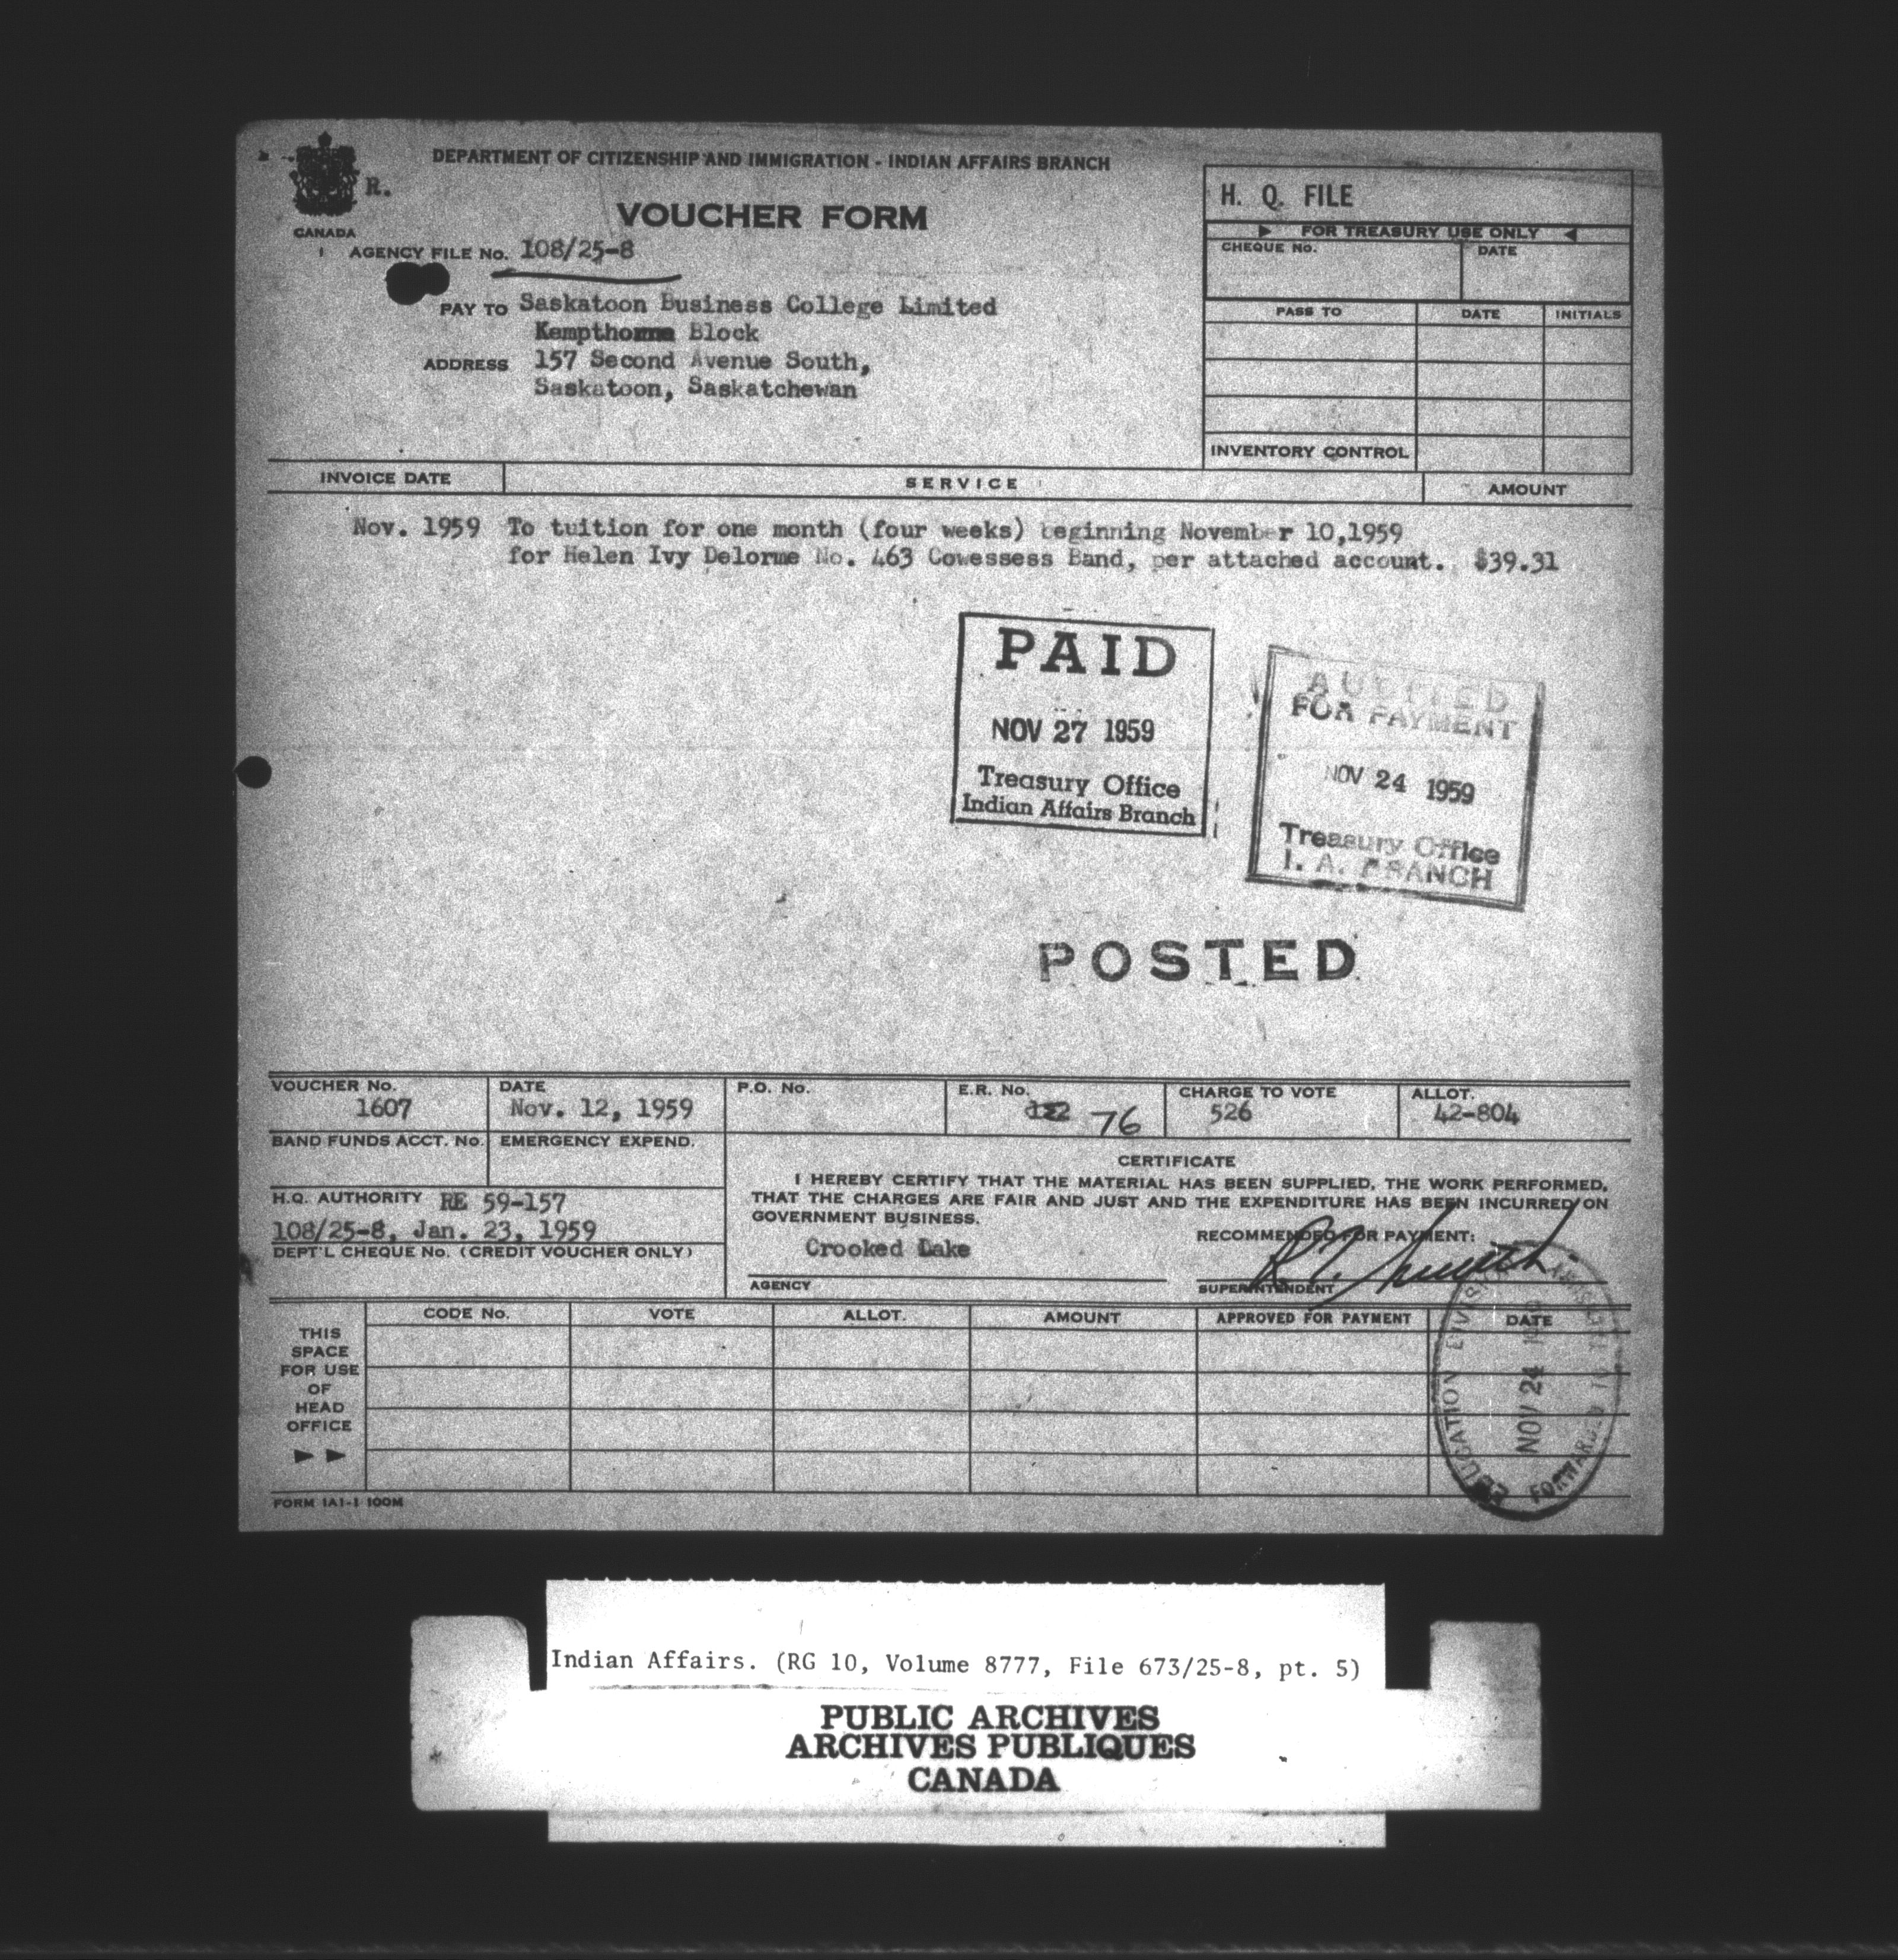 R.
CANADA
DEPARTMENT OF CITIZENSHIP AND IMMIGRATION - INDIAN AFFAIRS BRANCH
VOUCHER FORM
AGENCY FILE No. 108/25-8
PAY TO Saskatoon Business College Limited
Kempthorne Block
ADDRESS 157 Second Avenue South,
Saskatoon, Saskatchewan
H. Q. FILE
FOR TREASURY USE ONLY
CHEQUE No. DATE
PASS TO DATE INITIALS
INVENTORY CONTROL
INVOICE DATE SERVICE AMOUNT
Nov. 1959 To tuition for one month (four weeks) beginning November 10,1959
for Helen Ivy Delorme No. 463 Cowessess Band, per attached account. $39.31
PAID
NOV 27 1959
Treasury Office
Indian Affairs Branch
AUDITED
FOR PAYMENT
NOV 24 1959
Treasury Office
I. A. BRANCH
POSTED
VOUCHER No. DATE P.O. No. E.R. No. CHARGE TO VOTE ALLOT.
1607 Nov. 12, 1959 76 526 42-804
BAND FUNDS ACCT. No. EMERGENCY EXPEND.
H.Q. AUTHORITY RE 59-157
108/25-8, Jan. 23, 1959
DEPT'L CHEQUE No. (CREDIT VOUCHER ONLY)
CERTIFICATE
I HEREBY CERTIFY THAT THE MATERIAL HAS BEEN SUPPLIED, THE WORK PERFORMED,
THAT THE CHARGES ARE FAIR AND JUST AND THE EXPENDITURE HAS BEEN INCURRED ON
GOVERNMENT BUSINESS.
RECOMMENDED FOR PAYMENT:
Crooked Lake
AGENCY
SUPERINTENDENT
THIS
SPACE
FOR USE
OF
HEAD
OFFICE
CODE No. VOTE ALLOT. AMOUNT APPROVED FOR PAYMENT DATE
EDUCATION DIVISION
NOV 24
FORWARDED TO
FORM IA1-1 100M
Indian Affairs. (RG 10, Volume 8777, File 673/25-8, pt. 5)
PUBLIC ARCHIVES
ARCHIVES PUBLIQUES
CANADA